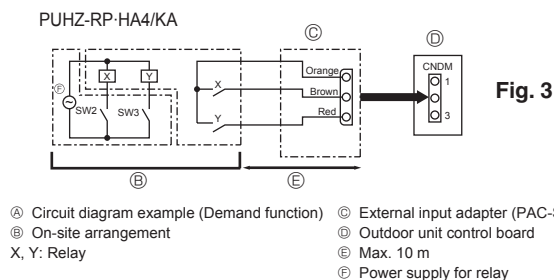 PUHZ-RP·HA4/KA
Ⓒ
Ⓓ
Ⓕ
X
Y
SW2
SW3
X
Y
Orange
Brown
Red
CNDM
1
3
Fig. 3
Ⓑ
Ⓔ
Ⓐ Circuit diagram example (Demand function)
Ⓑ On-site arrangement
X, Y: Relay
Ⓒ External input adapter
Ⓓ Outdoor unit control board
Ⓔ Max. 10 m
Ⓕ Power supply for relay